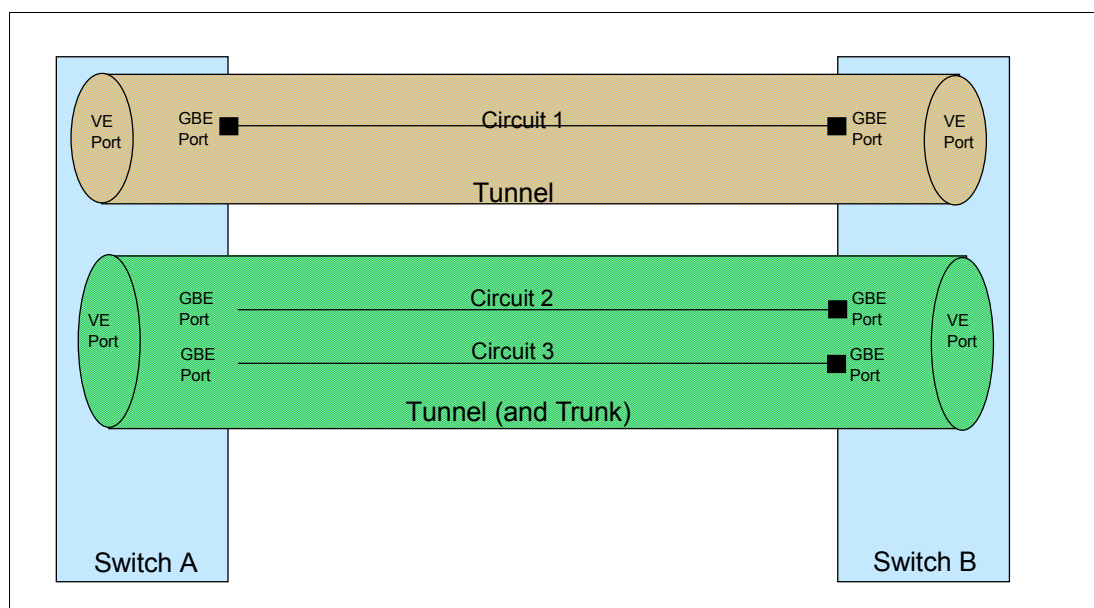 VE
Port
GBE
Port
Circuit 1
GBE
Port
VE
Port
Tunnel
VE
Port
GBE
Port
Circuit 2
GBE
Port
VE
Port
GBE
Port
Circuit 3
GBE
Port
Tunnel (and Trunk)
Switch A
Switch B